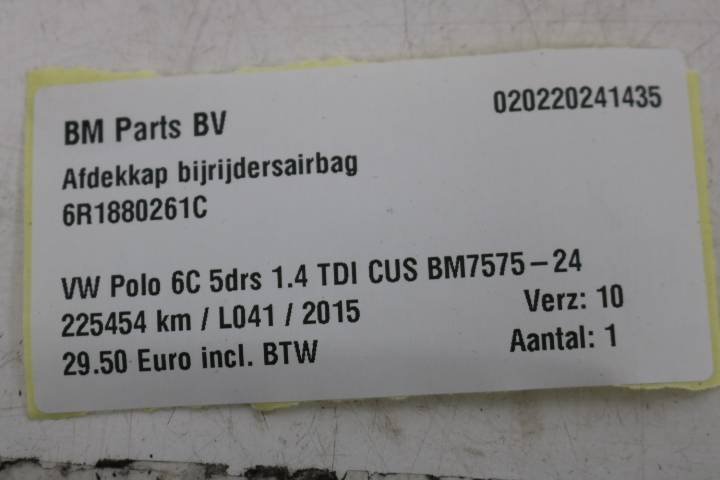 BM Parts BV
020220241435
Afdekkap bijrijdersairbag
6R1880261C
VW Polo 6C 5drs 1.4 TDI CUS BM7575-24
225454 km / L041 / 2015
Verz: 10
29.50 Euro incl. BTW
Aantal: 1